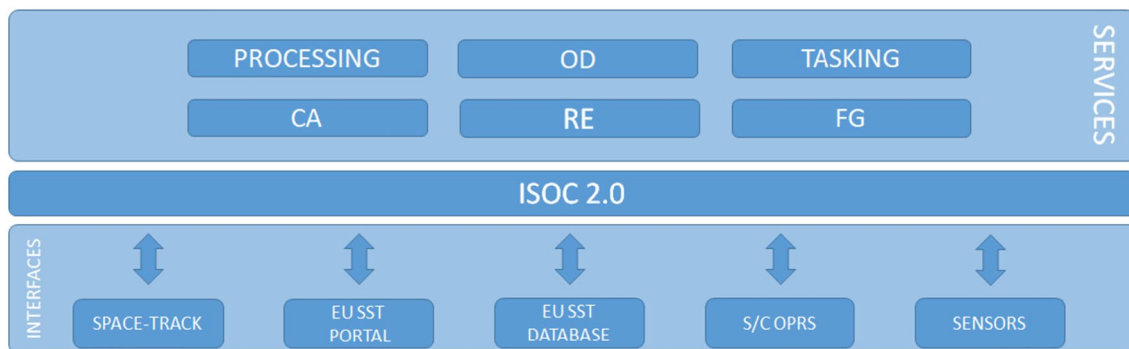 PROCESSING
OD
TASKING
CA
RE
FG
SERVICES
ISOC 2.0
INTERFACES
SPACE-TRACK
EU SST
PORTAL
EU SST
DATABASE
S/C OPRS
SENSORS